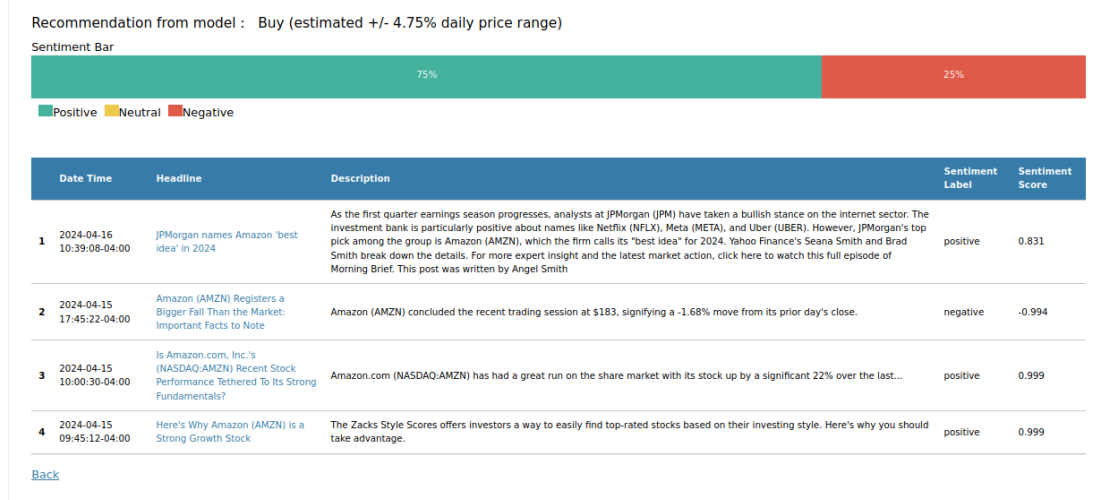 Recommendation from model :   Buy (estimated +/- 4.75% daily price range)
Sentiment Bar
75%
25%
Positive Neutral Negative
Date Time Headline Description Sentiment Label Sentiment Score
1
2024-04-16
10:39:08-04:00
JPMorgan names Amazon 'best
idea' in 2024
As the first quarter earnings season progresses, analysts at JPMorgan (JPM) have taken a bullish stance on the internet sector. The
investment bank is particularly positive about names like Netflix (NFLX), Meta (META), and Uber (UBER). However, JPMorgan's top
pick among the group is Amazon (AMZN), which the firm calls its "best idea" for 2024. Yahoo Finance's Seana Smith and Brad
Smith break down the details. For more expert insight and the latest market action, click here to watch this full episode of
Morning Brief. This post was written by Angel Smith
positive
0.831
2
2024-04-15
17:45:22-04:00
Amazon (AMZN) Registers a
Bigger Fall Than the Market:
Important Facts to Note
Amazon (AMZN) concluded the recent trading session at $183, signifying a -1.68% move from its prior day's close.
negative
-0.994
3
2024-04-15
10:00:30-04:00
Is Amazon.com, Inc.'s
(NASDAQ:AMZN) Recent Stock
Performance Tethered To Its Strong
Fundamentals?
Amazon.com (NASDAQ:AMZN) has had a great run on the share market with its stock up by a significant 22% over the last...
positive
0.999
4
2024-04-15
09:45:12-04:00
Here's Why Amazon (AMZN) is a
Strong Growth Stock
The Zacks Style Scores offers investors a way to easily find top-rated stocks based on their investing style. Here's why you should
take advantage.
positive
0.999
Back